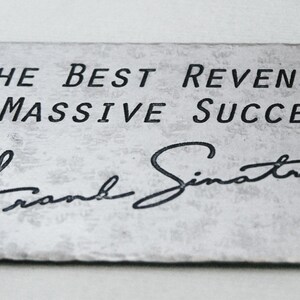 HE BEST REVEN
MASSIVE SUCCE
Frank Sinatr